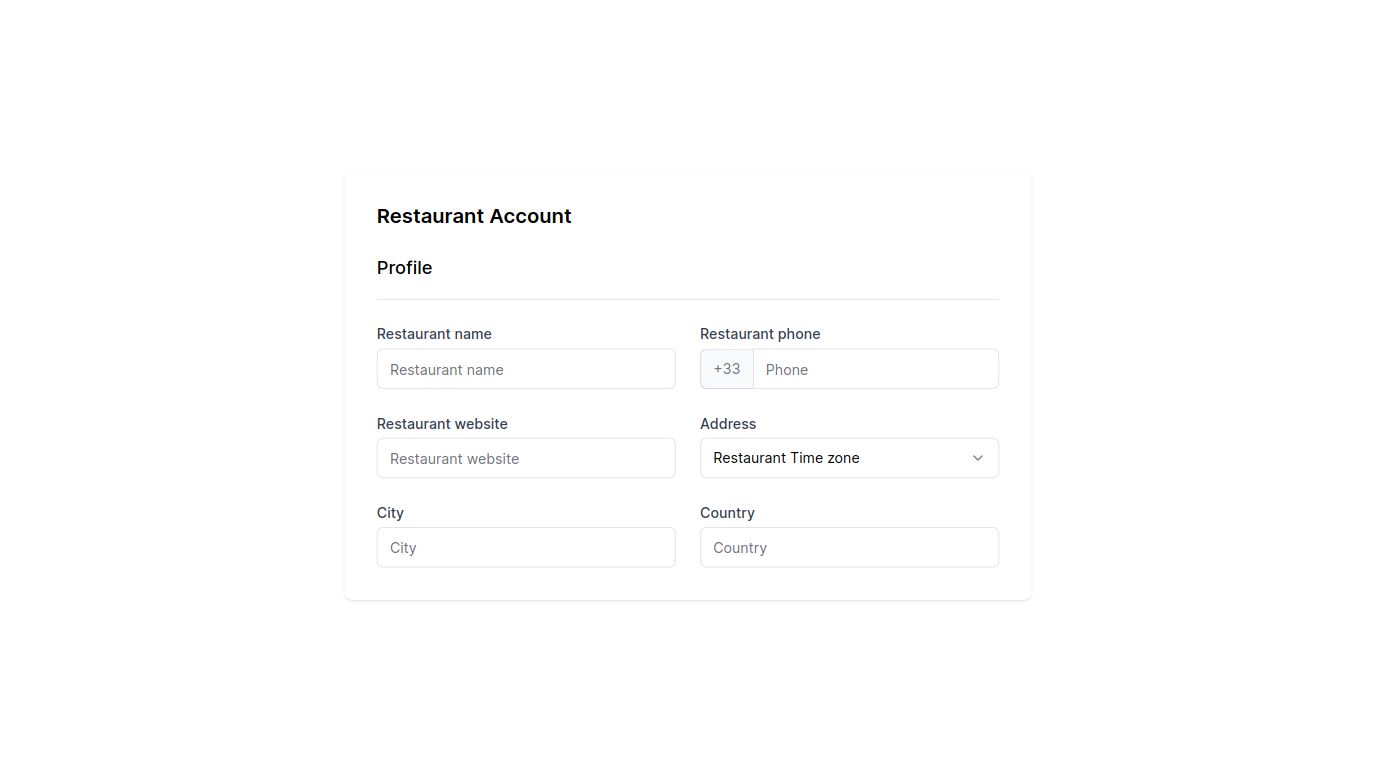 Restaurant Account
Profile
Restaurant name
Restaurant name
Restaurant phone
+33 Phone
Restaurant website
Restaurant website
Address
Restaurant Time zone
City
City
Country
Country